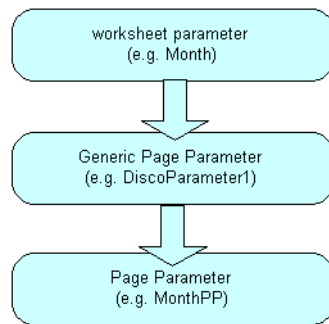 worksheet parameter
(e.g. Month)
Generic Page Parameter
(e.g. DiscoParameter1)
Page Parameter
(e.g. MonthPP)